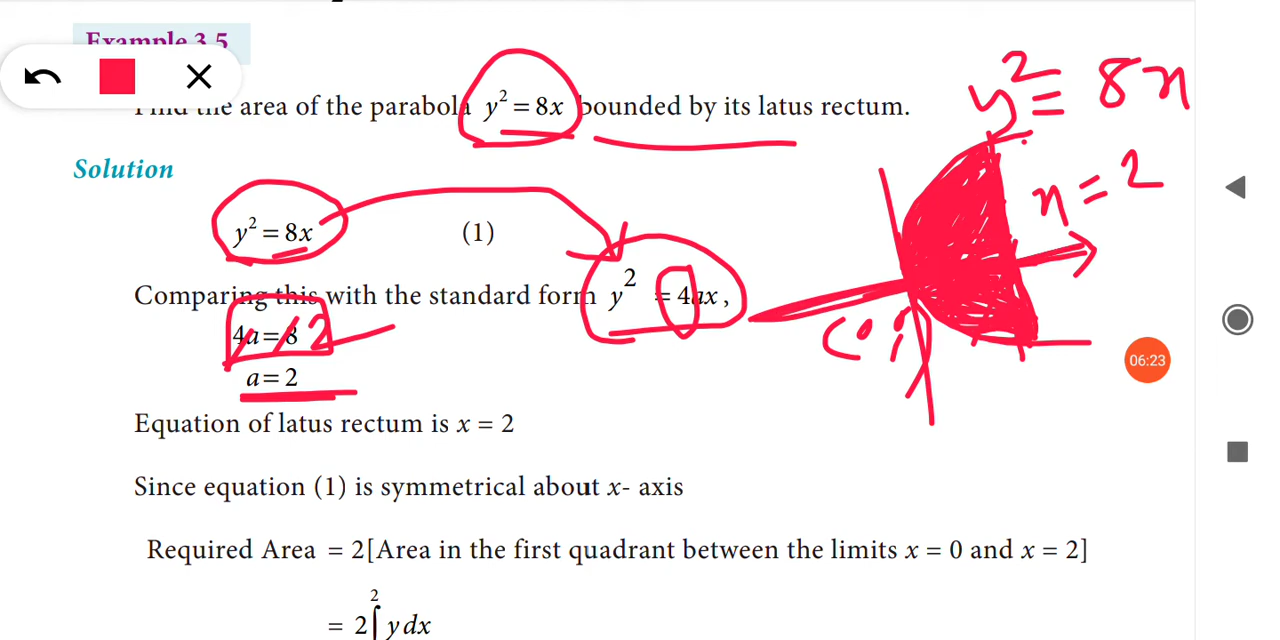 Example 3.5
Find the area of the parabola y² = 8x bounded by its latus rectum.
y² = 8x
Solution
x = 2
y² = 8x (1)
Comparing this with the standard form y² = 4ax,
4a = 8 2
(0,
06:23
a = 2
Equation of latus rectum is x = 2
Since equation (1) is symmetrical about x- axis
Required Area = 2[Area in the first quadrant between the limits x = 0 and x = 2]
= 2∫₀² y dx